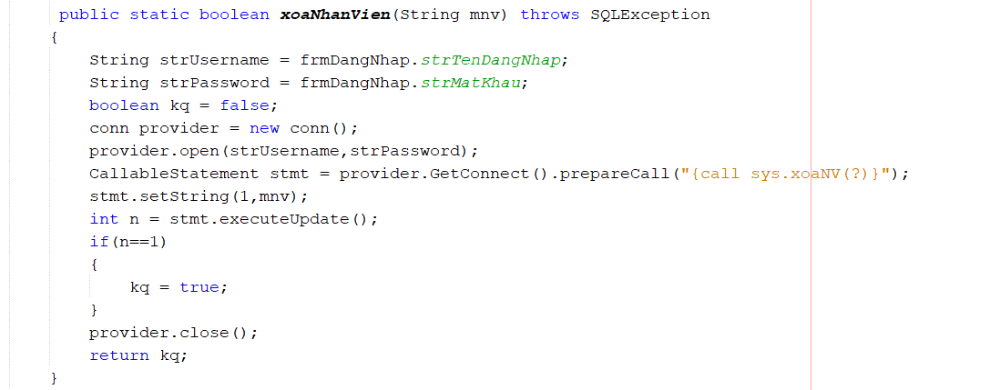 public static boolean xoaNhanVien(String mnv) throws SQLException
{
String strUsername = frmDangNhap.strTenDangNhap;
String strPassword = frmDangNhap.strMatKhau;
boolean kq = false;
conn provider = new conn();
provider.open(strUsername,strPassword);
CallableStatement stmt = provider.GetConnect().prepareCall("{call sys.xoaNV(?)}");
stmt.setString(1,mnv);
int n = stmt.executeUpdate();
if(n==1)
{
kq = true;
}
provider.close();
return kq;
}